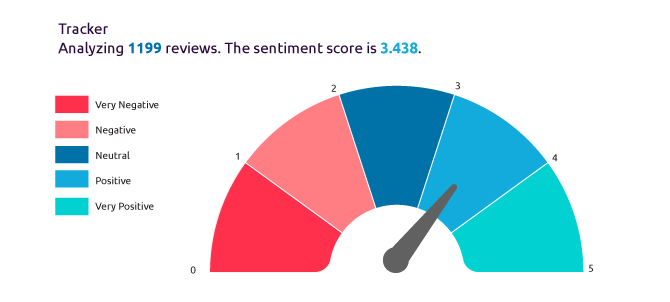 Tracker
Analyzing 1199 reviews. The sentiment score is 3.438.
Very Negative
Negative
Neutral
Positive
Very Positive
0
1
2
3
4
5